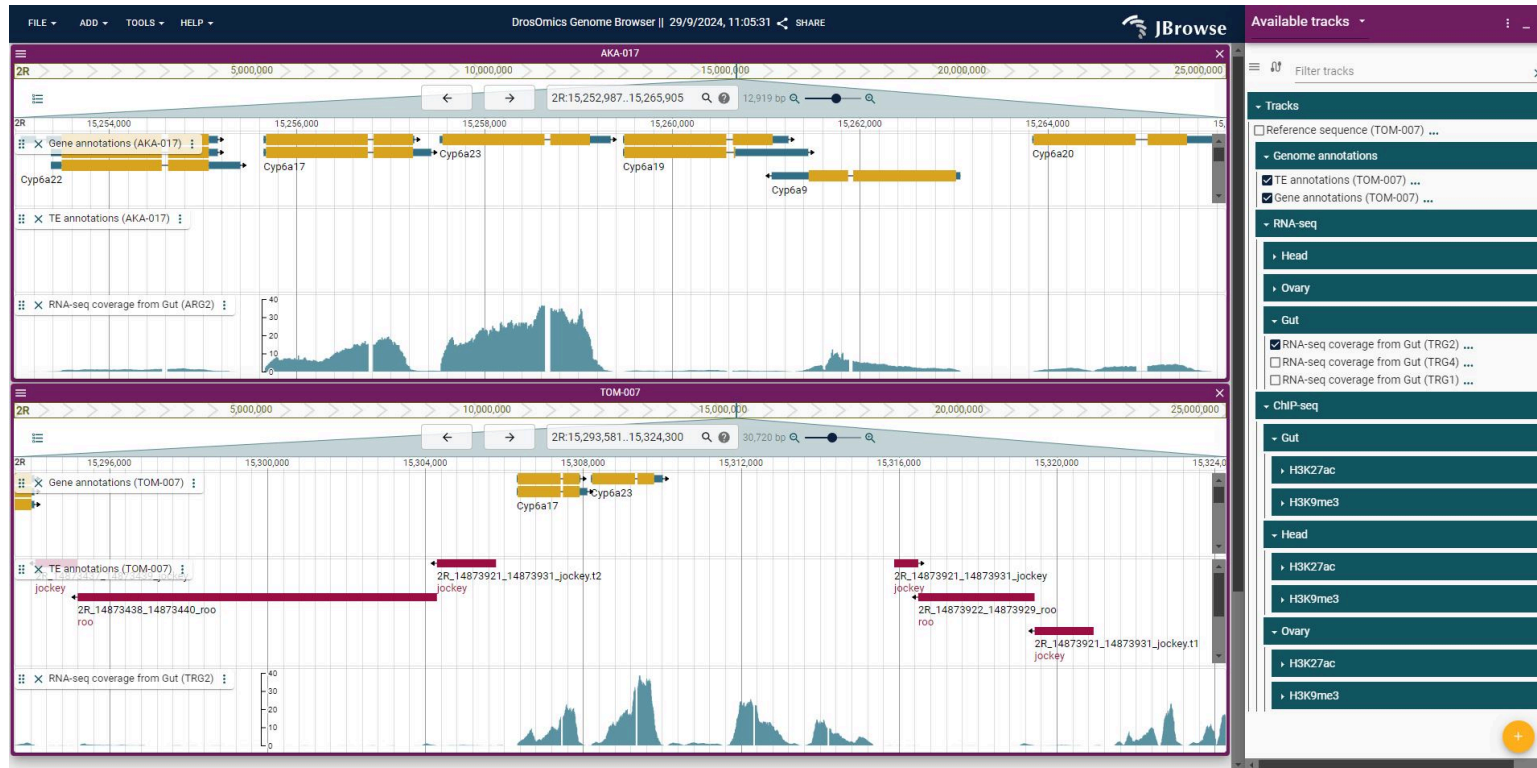 FILE ADD TOOLS HELP DrosOmics Genome Browser || 29/9/2024, 11:05:31 SHARE JBrowse
AKA-017
2R 5,000,000 10,000,000 15,000,000 20,000,000 25,000,000
2R:15,252,987..15,265,905 12,919 bp
2R 15,254,000 15,256,000 15,258,000 15,260,000 15,262,000 15,264,000 15,
Gene annotations (AKA-017)
Cyp6a22 Cyp6a17 Cyp6a23 Cyp6a19 Cyp6a9 Cyp6a20
TE annotations (AKA-017)
RNA-seq coverage from Gut (ARG2)
40
30
20
10
0
TOM-007
2R 5,000,000 10,000,000 15,000,000 20,000,000 25,000,000
2R:15,293,581..15,324,300 30,720 bp
2R 15,296,000 15,300,000 15,304,000 15,308,000 15,312,000 15,316,000 15,320,000 15,324,0
Gene annotations (TOM-007)
Cyp6a17 Cyp6a23
TE annotations (TOM-007)
jockey
2R_14873438_14873440_roo
roo
2R_14873921_14873931_jockey.t2
jockey
2R_14873921_14873931_jockey
jockey
2R_14873922_14873929_roo
roo
2R_14873921_14873931_jockey.t1
jockey
RNA-seq coverage from Gut (TRG2)
40
30
20
10
0
Available tracks
Filter tracks
Tracks
Reference sequence (TOM-007) ...
Genome annotations
TE annotations (TOM-007) ...
Gene annotations (TOM-007) ...
RNA-seq
Head
Ovary
Gut
RNA-seq coverage from Gut (TRG2) ...
RNA-seq coverage from Gut (TRG4) ...
RNA-seq coverage from Gut (TRG1) ...
ChIP-seq
Gut
H3K27ac
H3K9me3
Head
H3K27ac
H3K9me3
Ovary
H3K27ac
H3K9me3